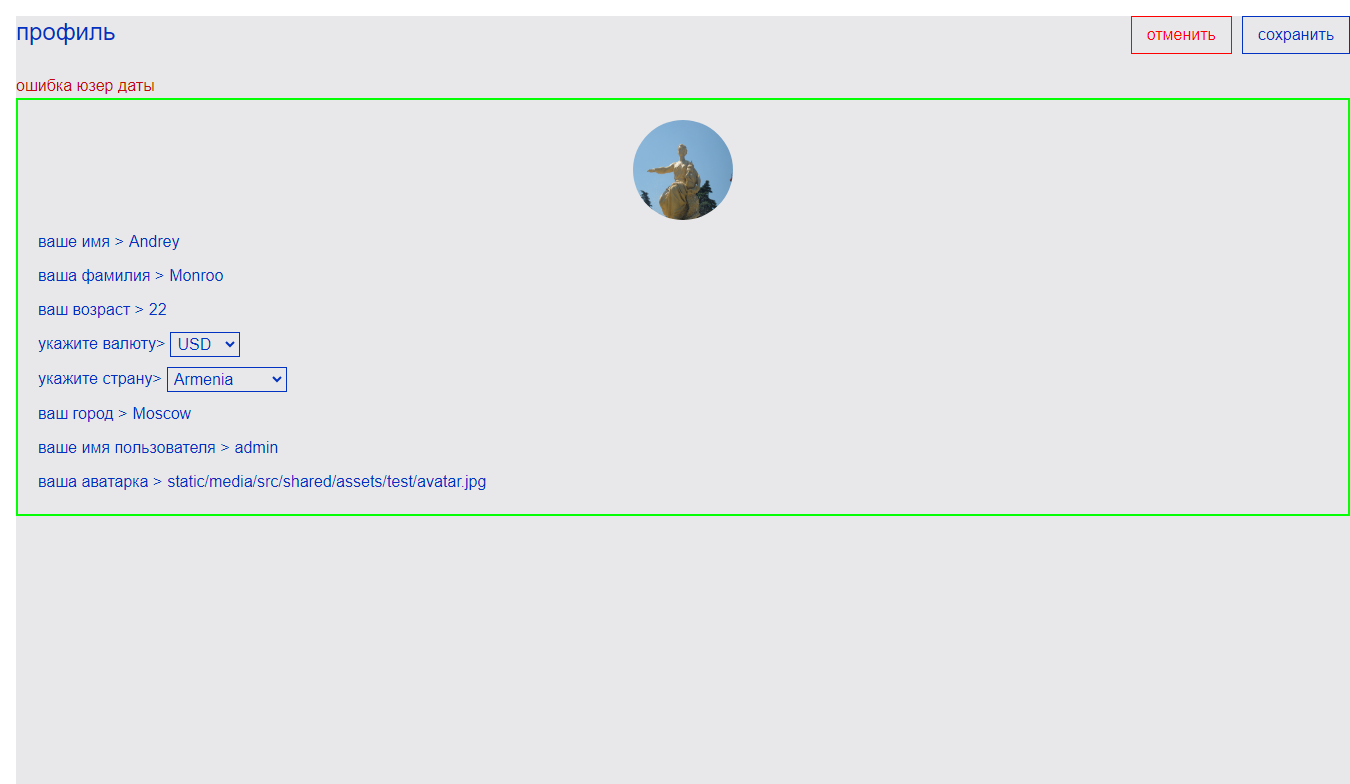 профиль
отменить
сохранить
ошибка юзер даты
ваше имя > Andrey
ваша фамилия > Monroo
ваш возраст > 22
укажите валюту> USD
укажите страну> Armenia
ваш город > Moscow
ваше имя пользователя > admin
ваша аватарка > static/media/src/shared/assets/test/avatar.jpg